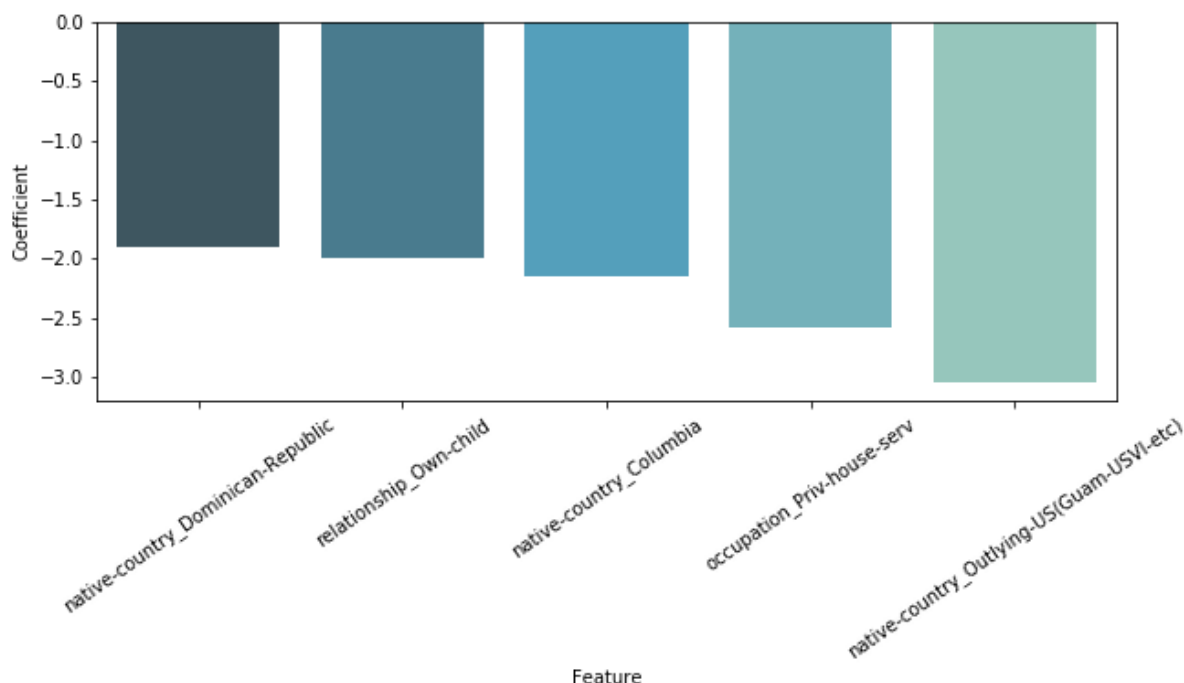 0.0
−0.5
−1.0
−1.5
−2.0
−2.5
−3.0
Coefficient
native-country_Dominican-Republic
relationship_Own-child
native-country_Columbia
occupation_Priv-house-serv
native-country_Outlying-US(Guam-USVI-etc)
Feature